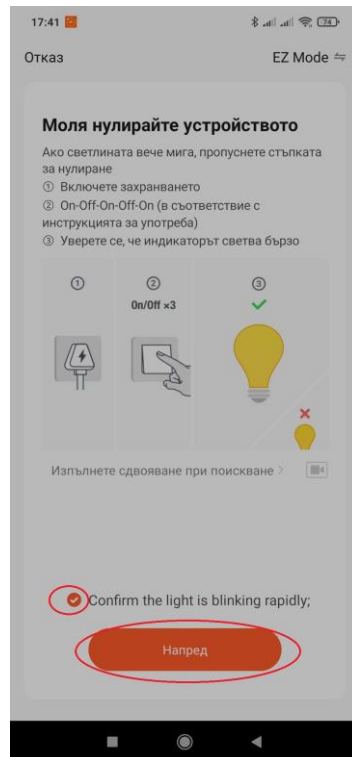 17:41 74
Отказ EZ Mode
Моля нулирайте устройството
Ако светлината вече мига, пропуснете стъпката
за нулиране
① Включете захранването
② On-Off-On-Off-On (в съответствие с
инструкцията за употреба)
③ Уверете се, че индикаторът светва бързо
① ② ③
On/Off ×3
Изпълнете сдвояване при поискване >
Confirm the light is blinking rapidly;
Напред